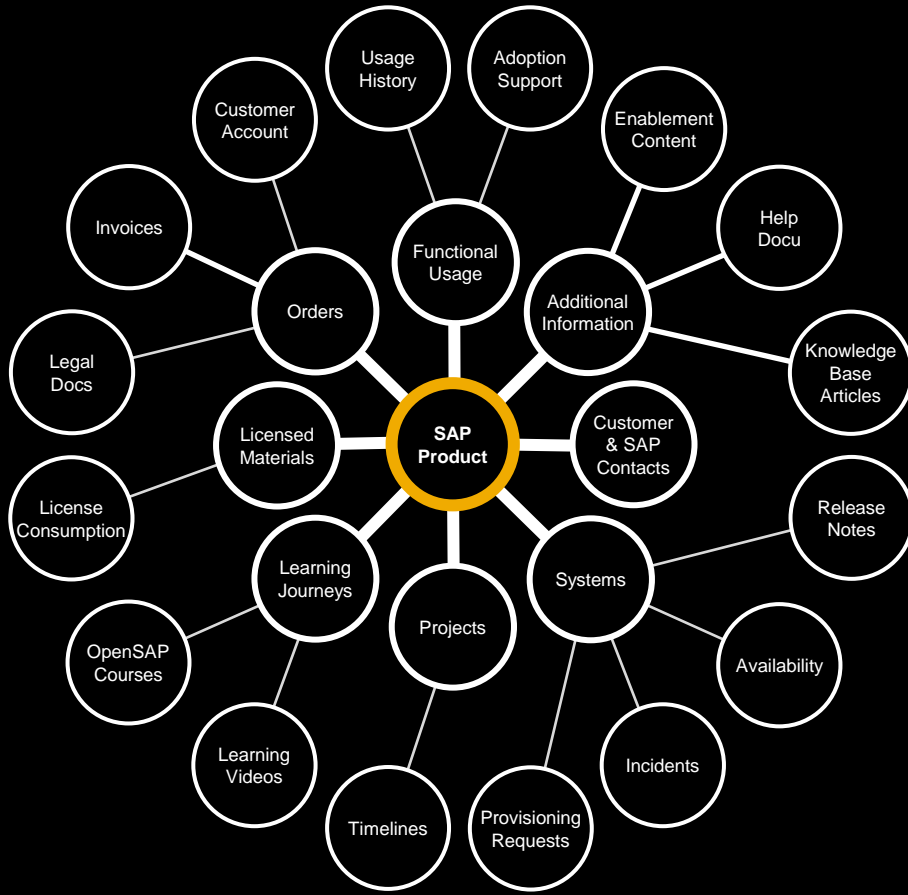 Usage
History
Adoption
Support
Customer
Account
Enablement
Content
Invoices
Help
Docu
Functional
Usage
Orders
Additional
Information
Legal
Docs
Knowledge
Base
Articles
Licensed
Materials
SAP
Product
Customer
& SAP
Contacts
License
Consumption
Release
Notes
Learning
Journeys
Systems
Projects
OpenSAP
Courses
Availability
Learning
Videos
Incidents
Timelines
Provisioning
Requests